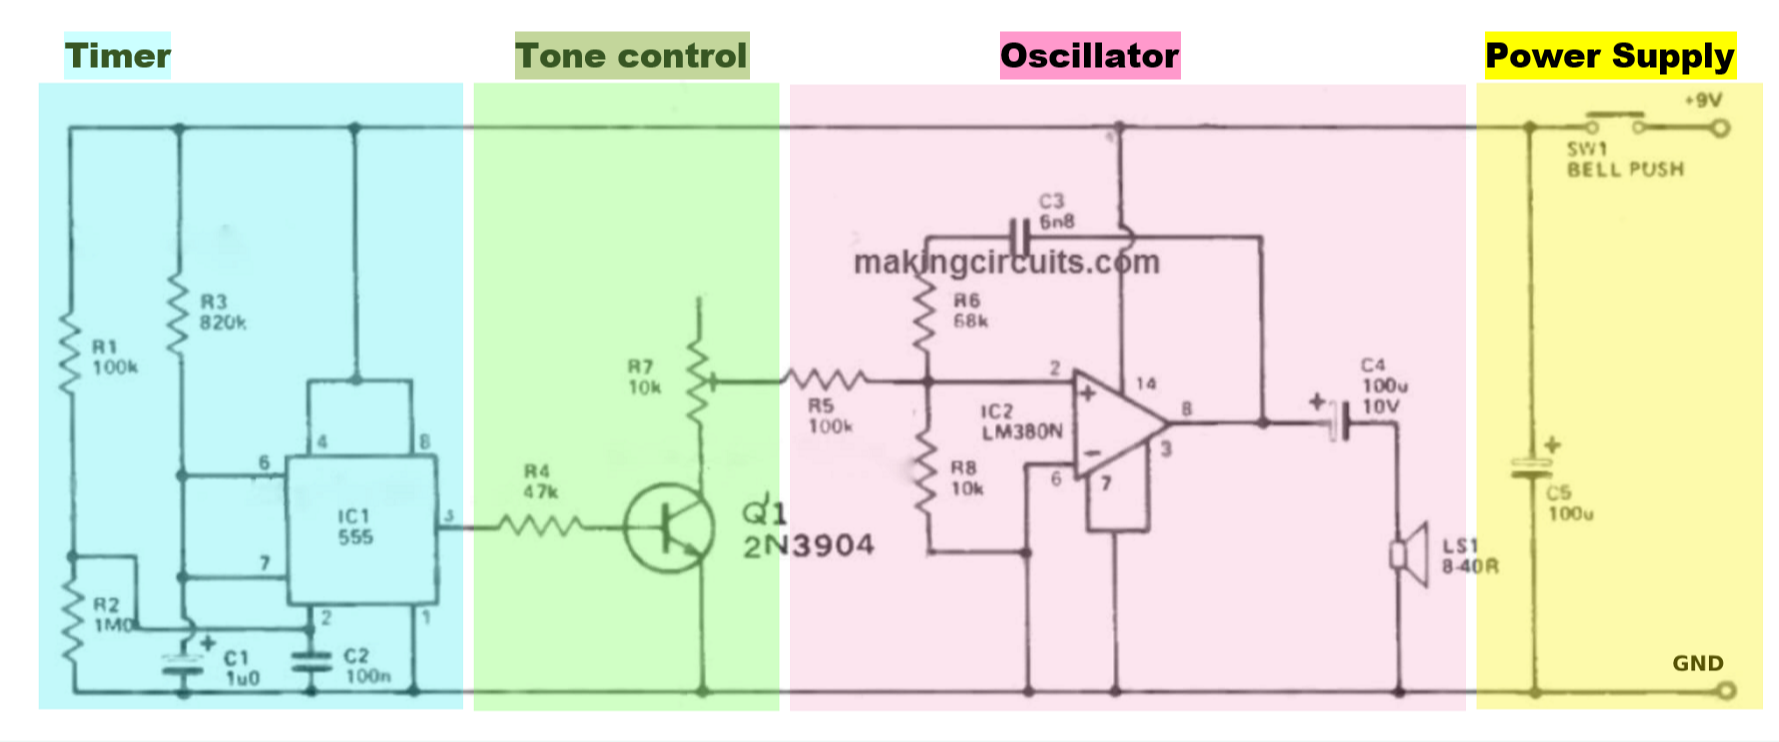 Timer
Tone control
Oscillator
Power Supply
+9V
SW1
BELL PUSH
C3
6n8
makingcircuits.com
R3
820k
R6
68k
R1
100k
R7
10k
2
14
C4
100u
10V
+
R5
100k
IC2
LM380N
8
4
8
6
3
6
7
R4
47k
R8
10k
+
C5
100u
IC1
555
3
Q1
2N3904
7
LS1
8-40R
R2
1M0
2
1
+
C1
1u0
C2
100n
GND